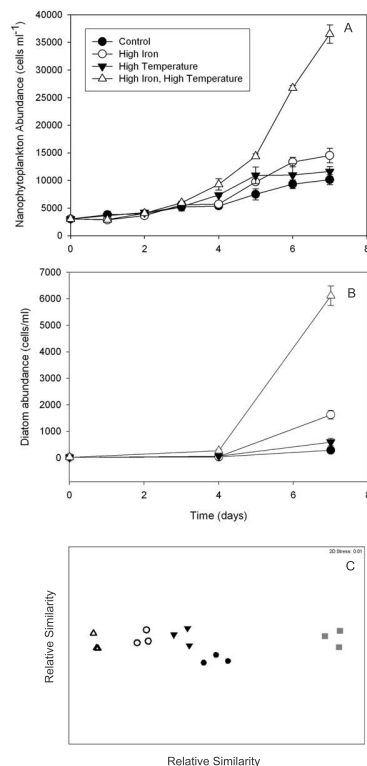 A
Control
High Iron
High Temperature
High Iron, High Temperature
Nanophytoplankton Abundance (cells ml⁻¹)
40000
35000
30000
25000
20000
15000
10000
5000
0
0 2 4 6 8
B
Diatom abundance (cells/ml)
6000
5000
4000
3000
2000
1000
0
0 2 4 6 8
Time (days)
2D Stress: 0.01
C
Relative Similarity
Relative Similarity